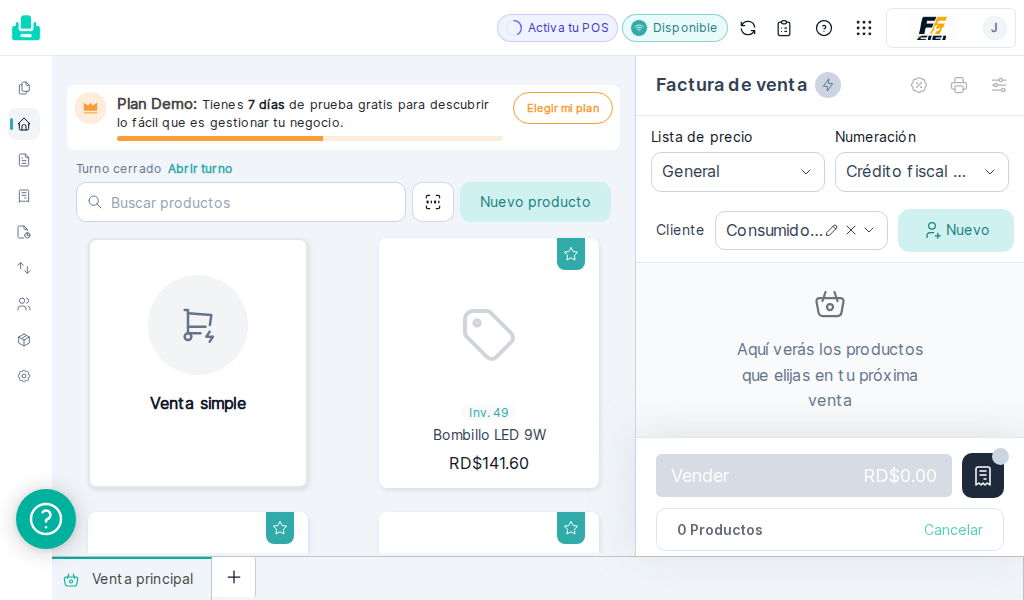 Activa tu POS
Disponible
J
Plan Demo: Tienes 7 días de prueba gratis para descubrir
lo fácil que es gestionar tu negocio.
Elegir mi plan
Turno cerrado Abrir turno
Buscar productos
Nuevo producto
Venta simple
Inv. 49
Bombillo LED 9W
RD$141.60
Factura de venta
Lista de precio
Numeración
General
Crédito fiscal ...
Cliente
Consumido...
Nuevo
Aquí verás los productos
que elijas en tu próxima
venta
Vender
RD$0.00
0 Productos
Cancelar
Venta principal